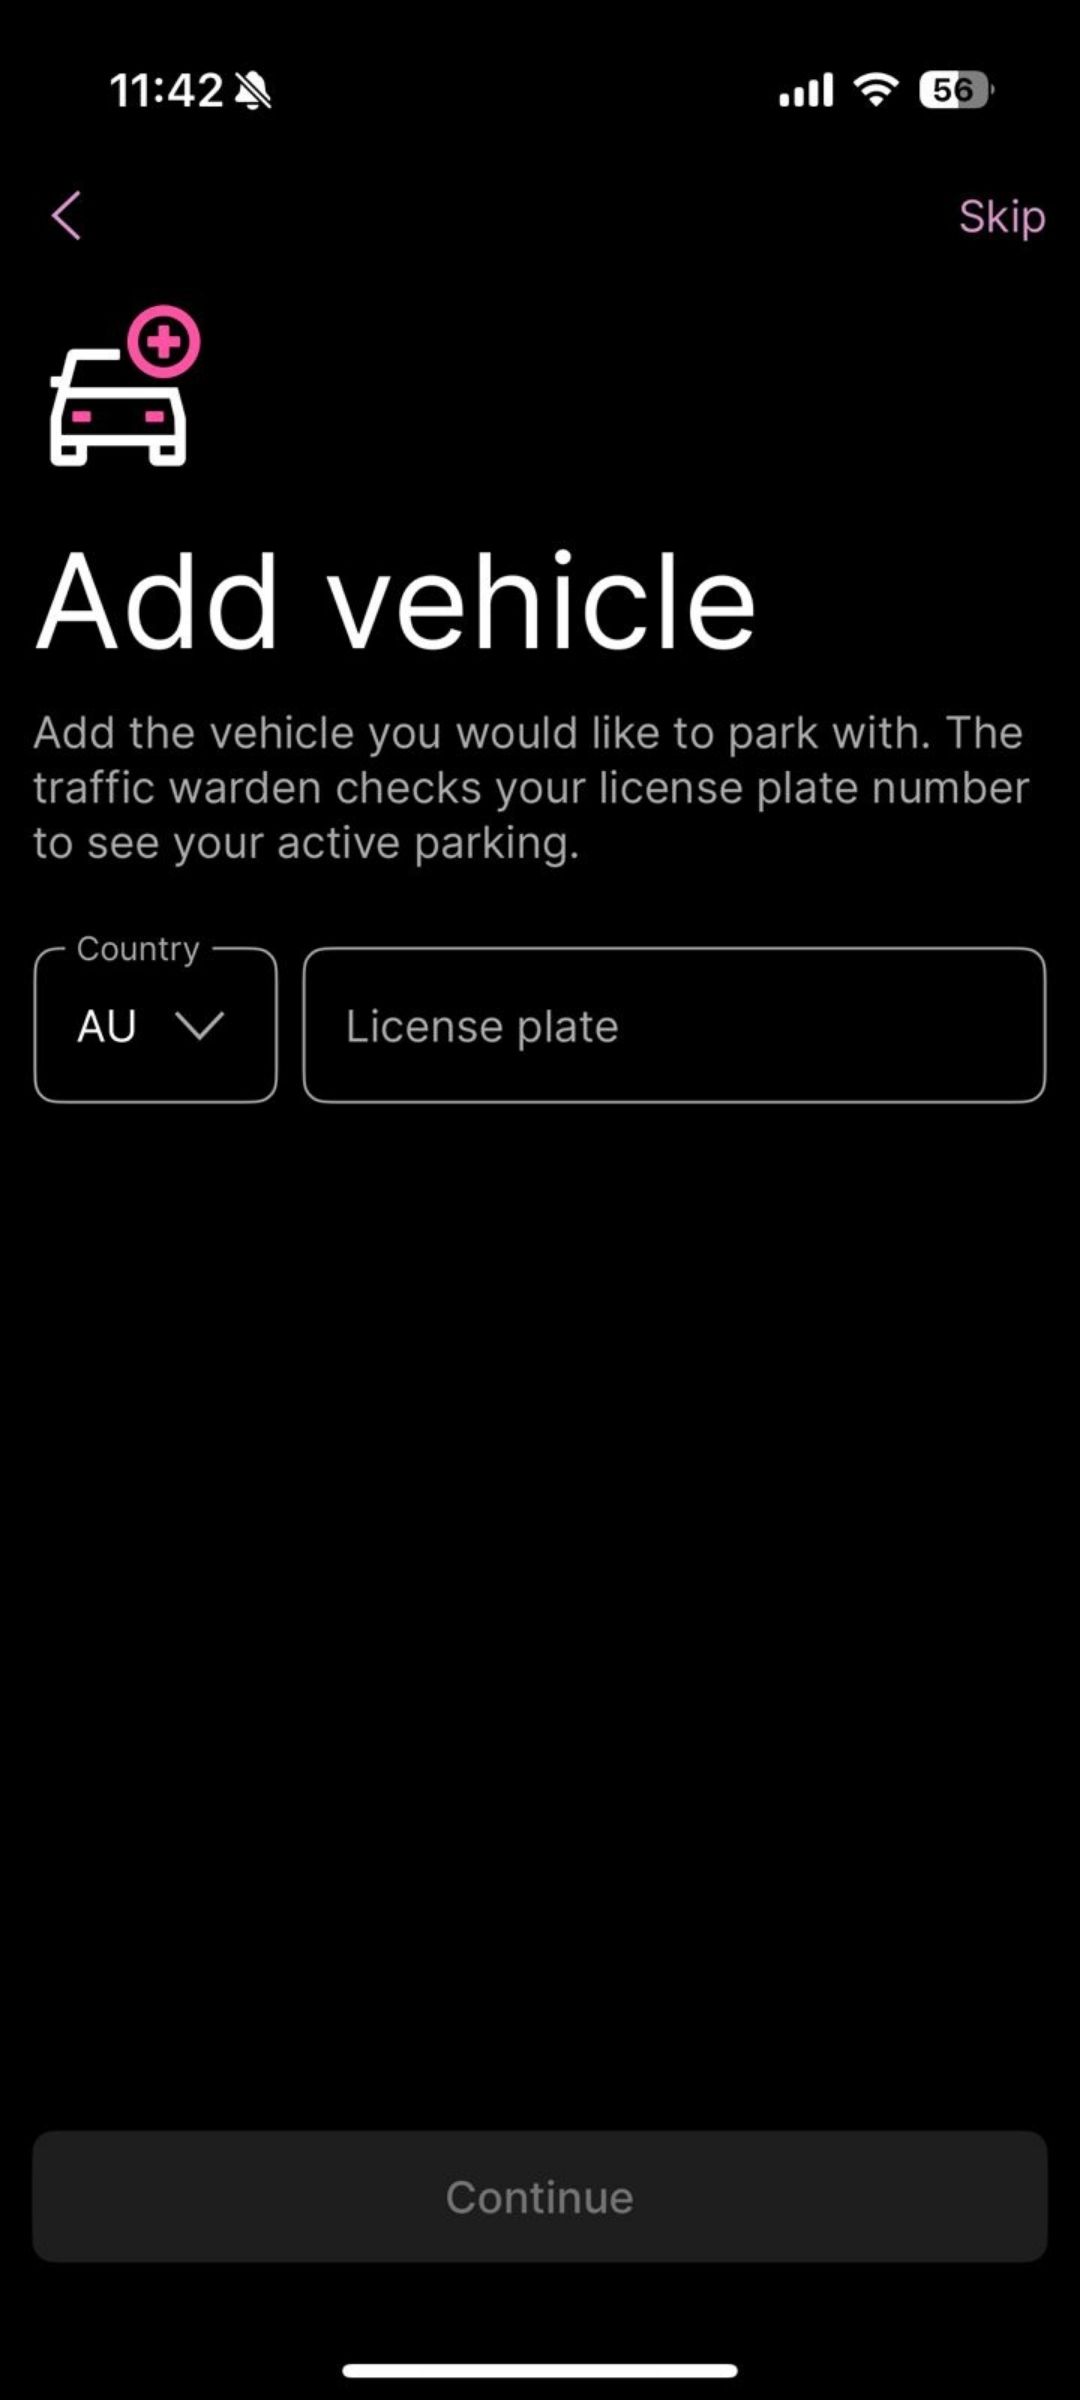 11:42
56
Skip
Add vehicle
Add the vehicle you would like to park with. The
traffic warden checks your license plate number
to see your active parking.
Country
AU
License plate
Continue